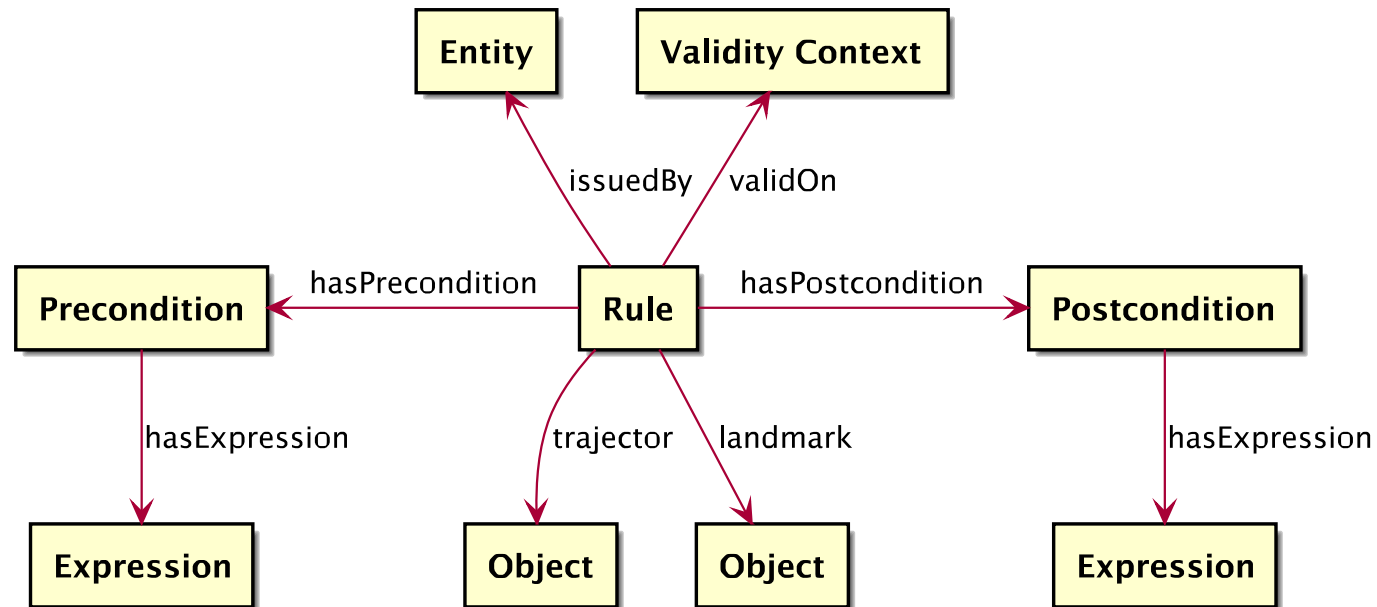 Entity
Validity Context
issuedBy
validOn
hasPrecondition
hasPostcondition
Precondition
Rule
Postcondition
hasExpression
trajector
landmark
hasExpression
Expression
Object
Object
Expression